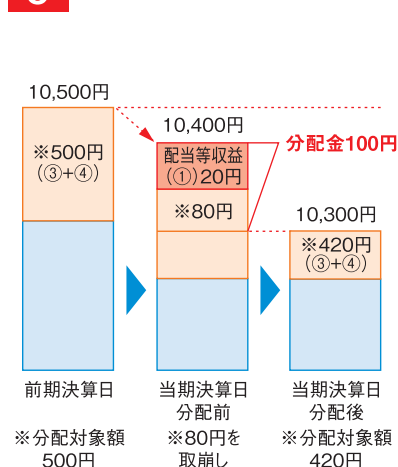 10,500円
※500円
(③+④)
前期決算日
※分配対象額
500円
10,400円
配当等収益
(①)20円
※80円
当期決算日
分配前
※80円を
取崩し
分配金100円
10,300円
※420円
(③+④)
当期決算日
分配後
※分配対象額
420円